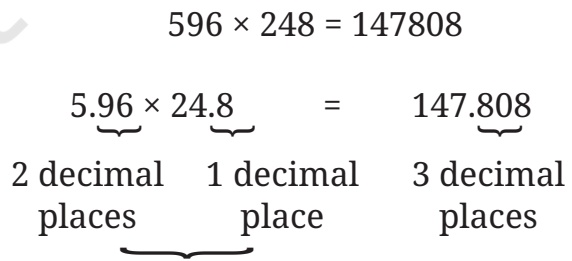 596 × 248 = 147808
5.96 × 24.8 = 147.808
2 decimal places 1 decimal place 3 decimal places